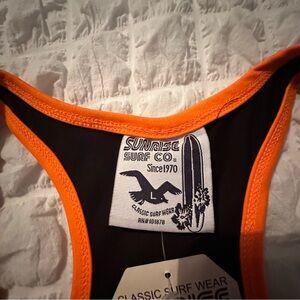 SUNRISE
SURF CO.
Since1970
CLASSIC SURF WEAR
CLASSIC SURF WEAR